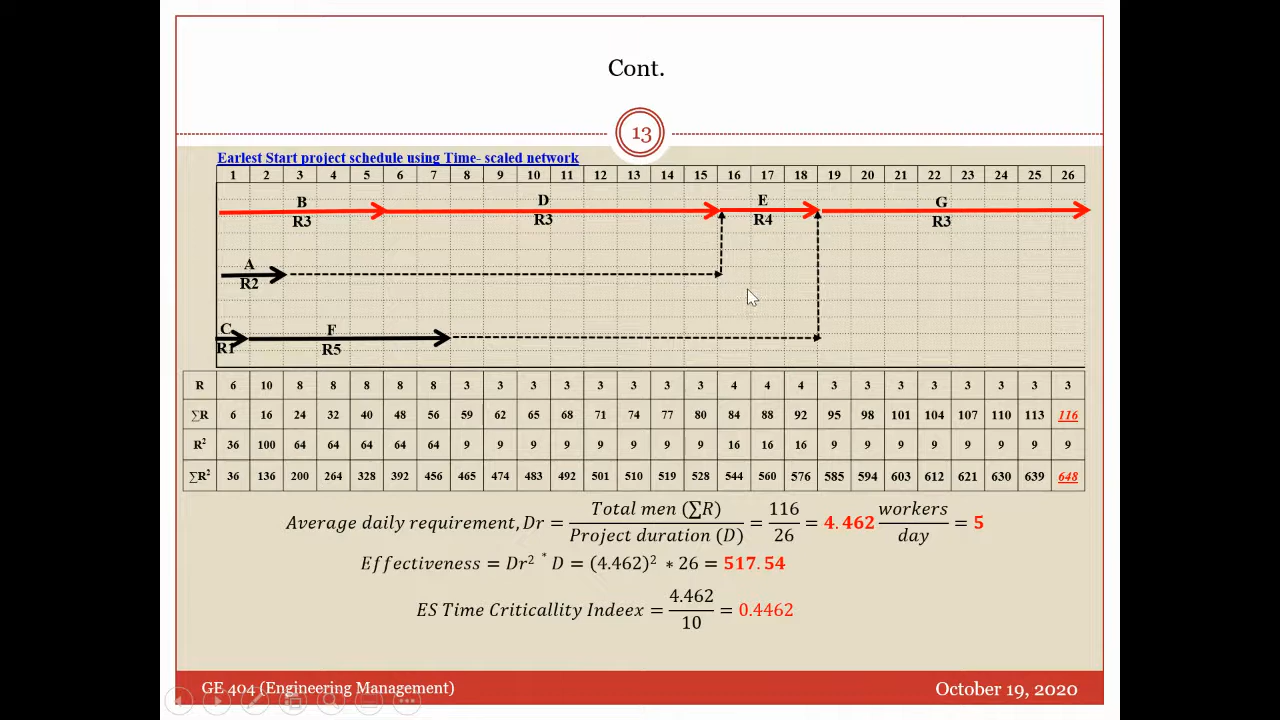 Cont.
13
Earlest Start project schedule using Time- scaled network
1 2 3 4 5 6 7 8 9 10 11 12 13 14 15 16 17 18 19 20 21 22 23 24 25 26
B D E G
R3 R3 R4 R3
A
R2
C F
R1 R5
R 6 10 8 8 8 8 8 3 3 3 3 3 3 3 3 4 4 4 3 3 3 3 3 3 3 3
∑R 6 16 24 32 40 48 56 59 62 65 68 71 74 77 80 84 88 92 95 98 101 104 107 110 113 116
R² 36 100 64 64 64 64 64 9 9 9 9 9 9 9 9 16 16 16 9 9 9 9 9 9 9 9
∑R² 36 136 200 264 328 392 456 465 474 483 492 501 510 519 528 544 560 576 585 594 603 612 621 630 639 648
Average daily requirement, Dr = Total men (∑R) / Project duration (D) = 116 / 26 = 4.462 workers / day = 5
Effectiveness = Dr² * D = (4.462)² ∗ 26 = 517.54
ES Time Criticallity Indeex = 4.462 / 10 = 0.4462
GE 404 (Engineering Management) October 19, 2020